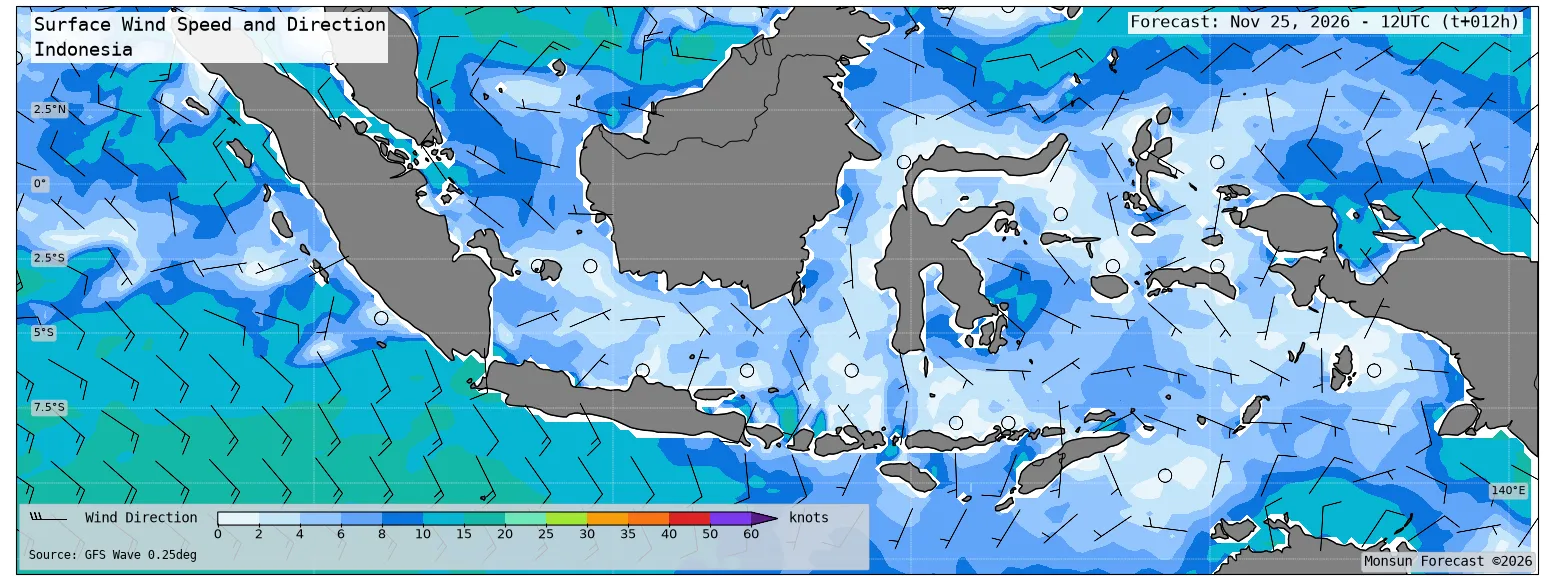 Surface Wind Speed and Direction
Indonesia
Forecast: Nov 25, 2026 - 12UTC (t+012h)
2.5°N
0°
2.5°S
5°S
7.5°S
140°E
Wind Direction
knots
0 2 4 6 8 10 15 20 25 30 35 40 50 60
Source: GFS Wave 0.25deg
Monsun Forecast ©2026